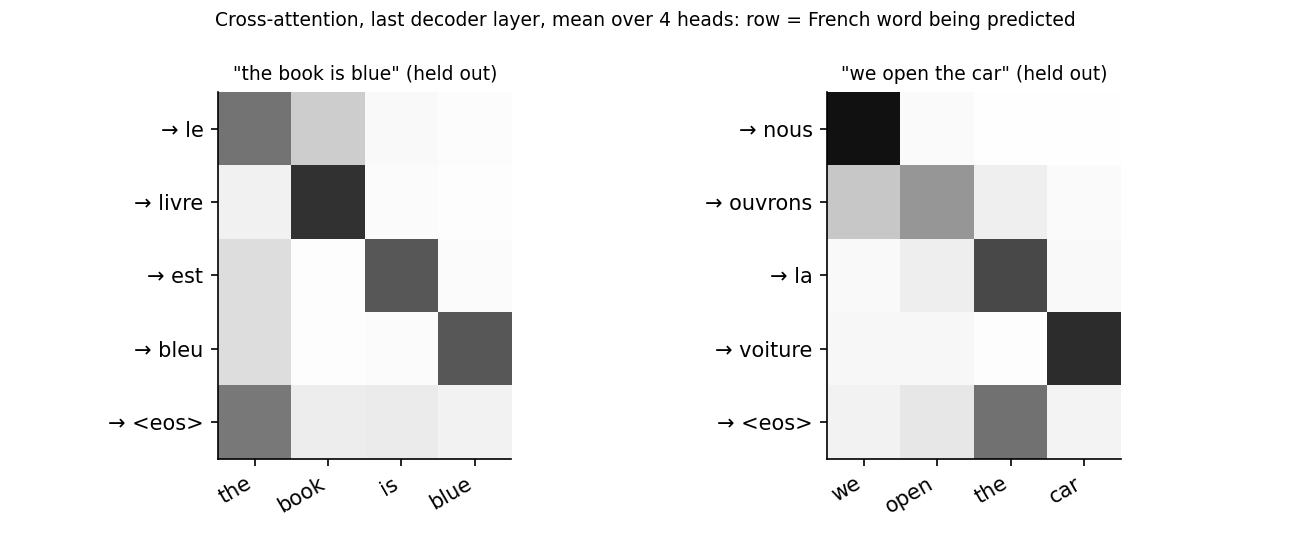 Cross-attention, last decoder layer, mean over 4 heads: row = French word being predicted
"the book is blue" (held out)
→ le
→ livre
→ est
→ bleu
→ <eos>
the
book
is
blue
"we open the car" (held out)
→ nous
→ ouvrons
→ la
→ voiture
→ <eos>
we
open
the
car